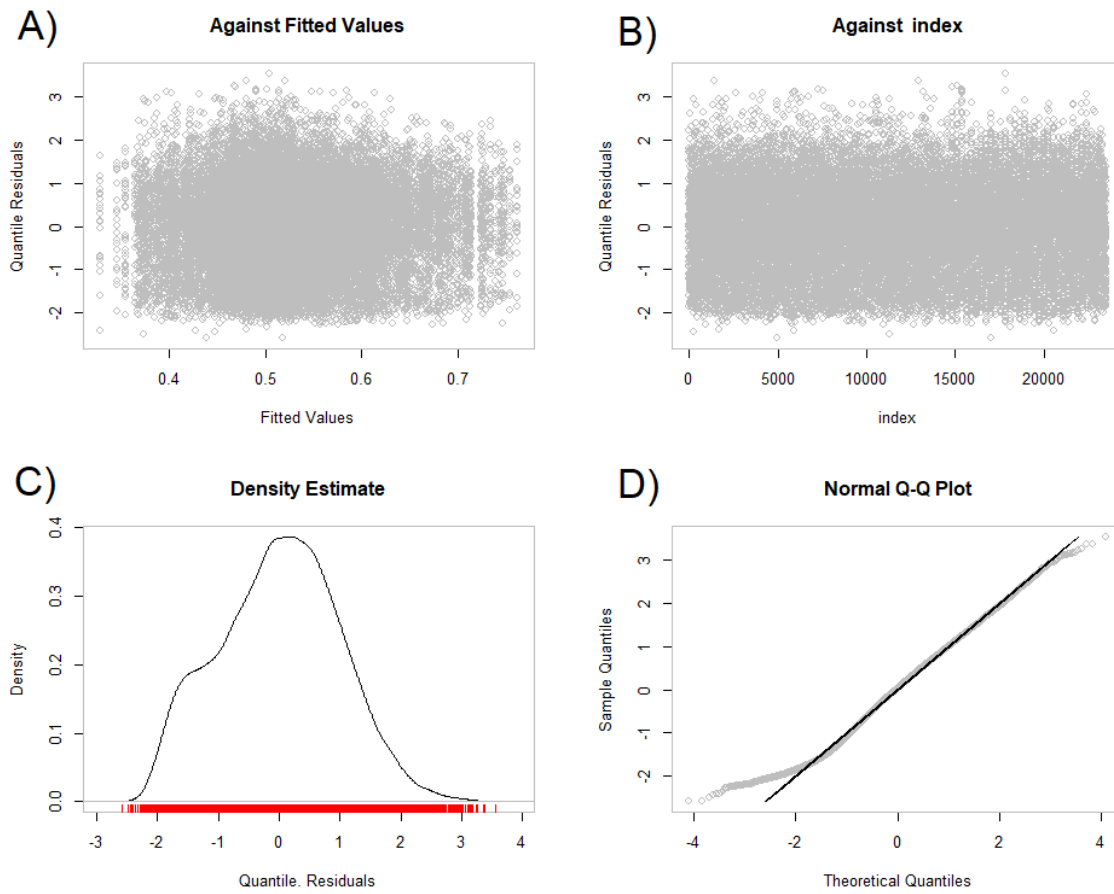 A)
Against Fitted Values
Quantile Residuals
3
2
1
0
-1
-2
0.4 0.5 0.6 0.7
Fitted Values
B)
Against index
Quantile Residuals
3
2
1
0
-1
-2
0 5000 10000 15000 20000
index
C)
Density Estimate
Density
0.4
0.3
0.2
0.1
0.0
-3 -2 -1 0 1 2 3 4
Quantile. Residuals
D)
Normal Q-Q Plot
Sample Quantiles
3
2
1
0
-1
-2
-4 -2 0 2 4
Theoretical Quantiles